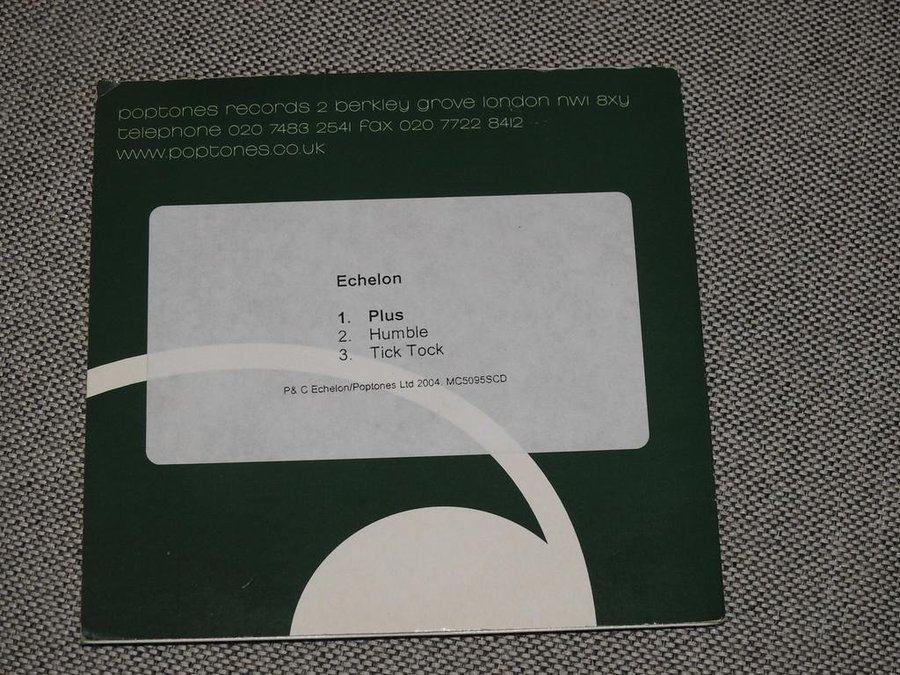 poptones records 2 berkley grove london nw1 8xy
telephone 020 7483 2541 fax 020 7722 8412
www.poptones.co.uk
Echelon
1. Plus
2. Humble
3. Tick Tock
P& C Echelon/Poptones Ltd 2004. MC5095SCD